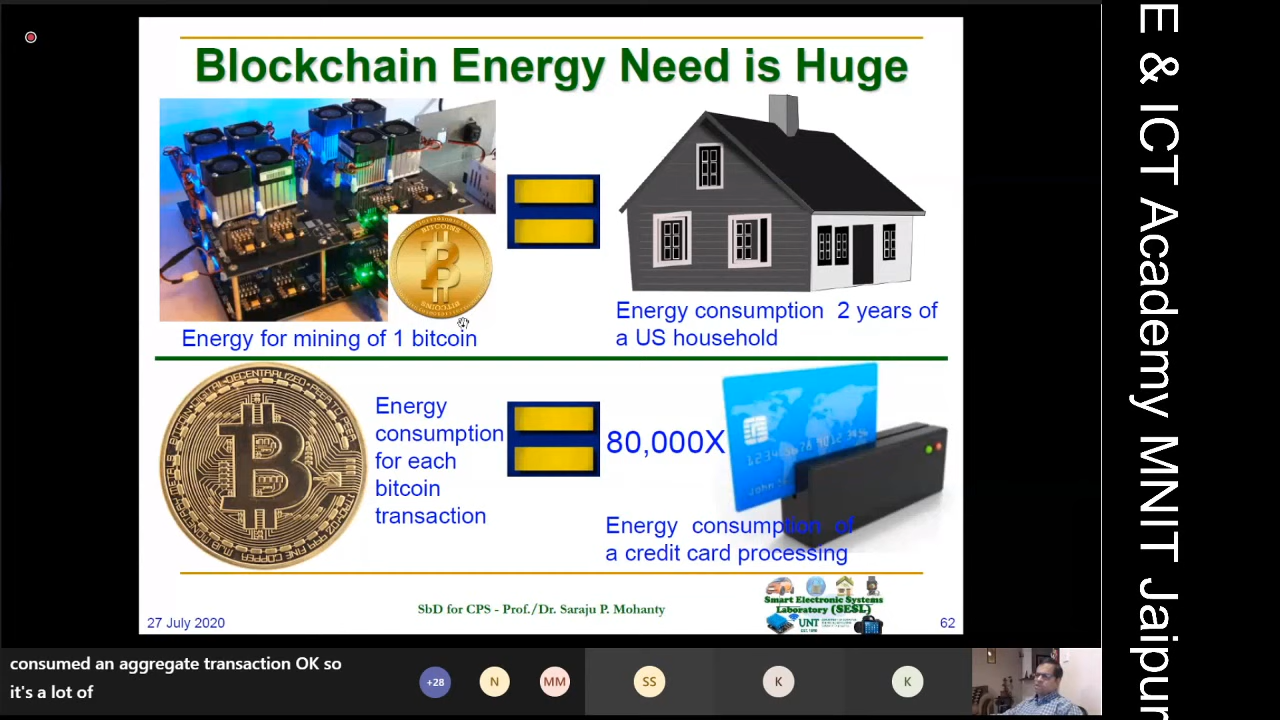 Blockchain Energy Need is Huge
BITCOINS
Energy for mining of 1 bitcoin
Energy consumption 2 years of
a US household
Energy
consumption
for each
bitcoin
transaction
80,000X
Energy consumption of
a credit card processing
SbD for CPS - Prof./Dr. Saraju P. Mohanty
Smart Electronic Systems
Laboratory (SESL)
UNT
27 July 2020
62
consumed an aggregate transaction OK so
it's a lot of
+28
N
MM
SS
K
K
E & ICT Academy MNIT Jaipur